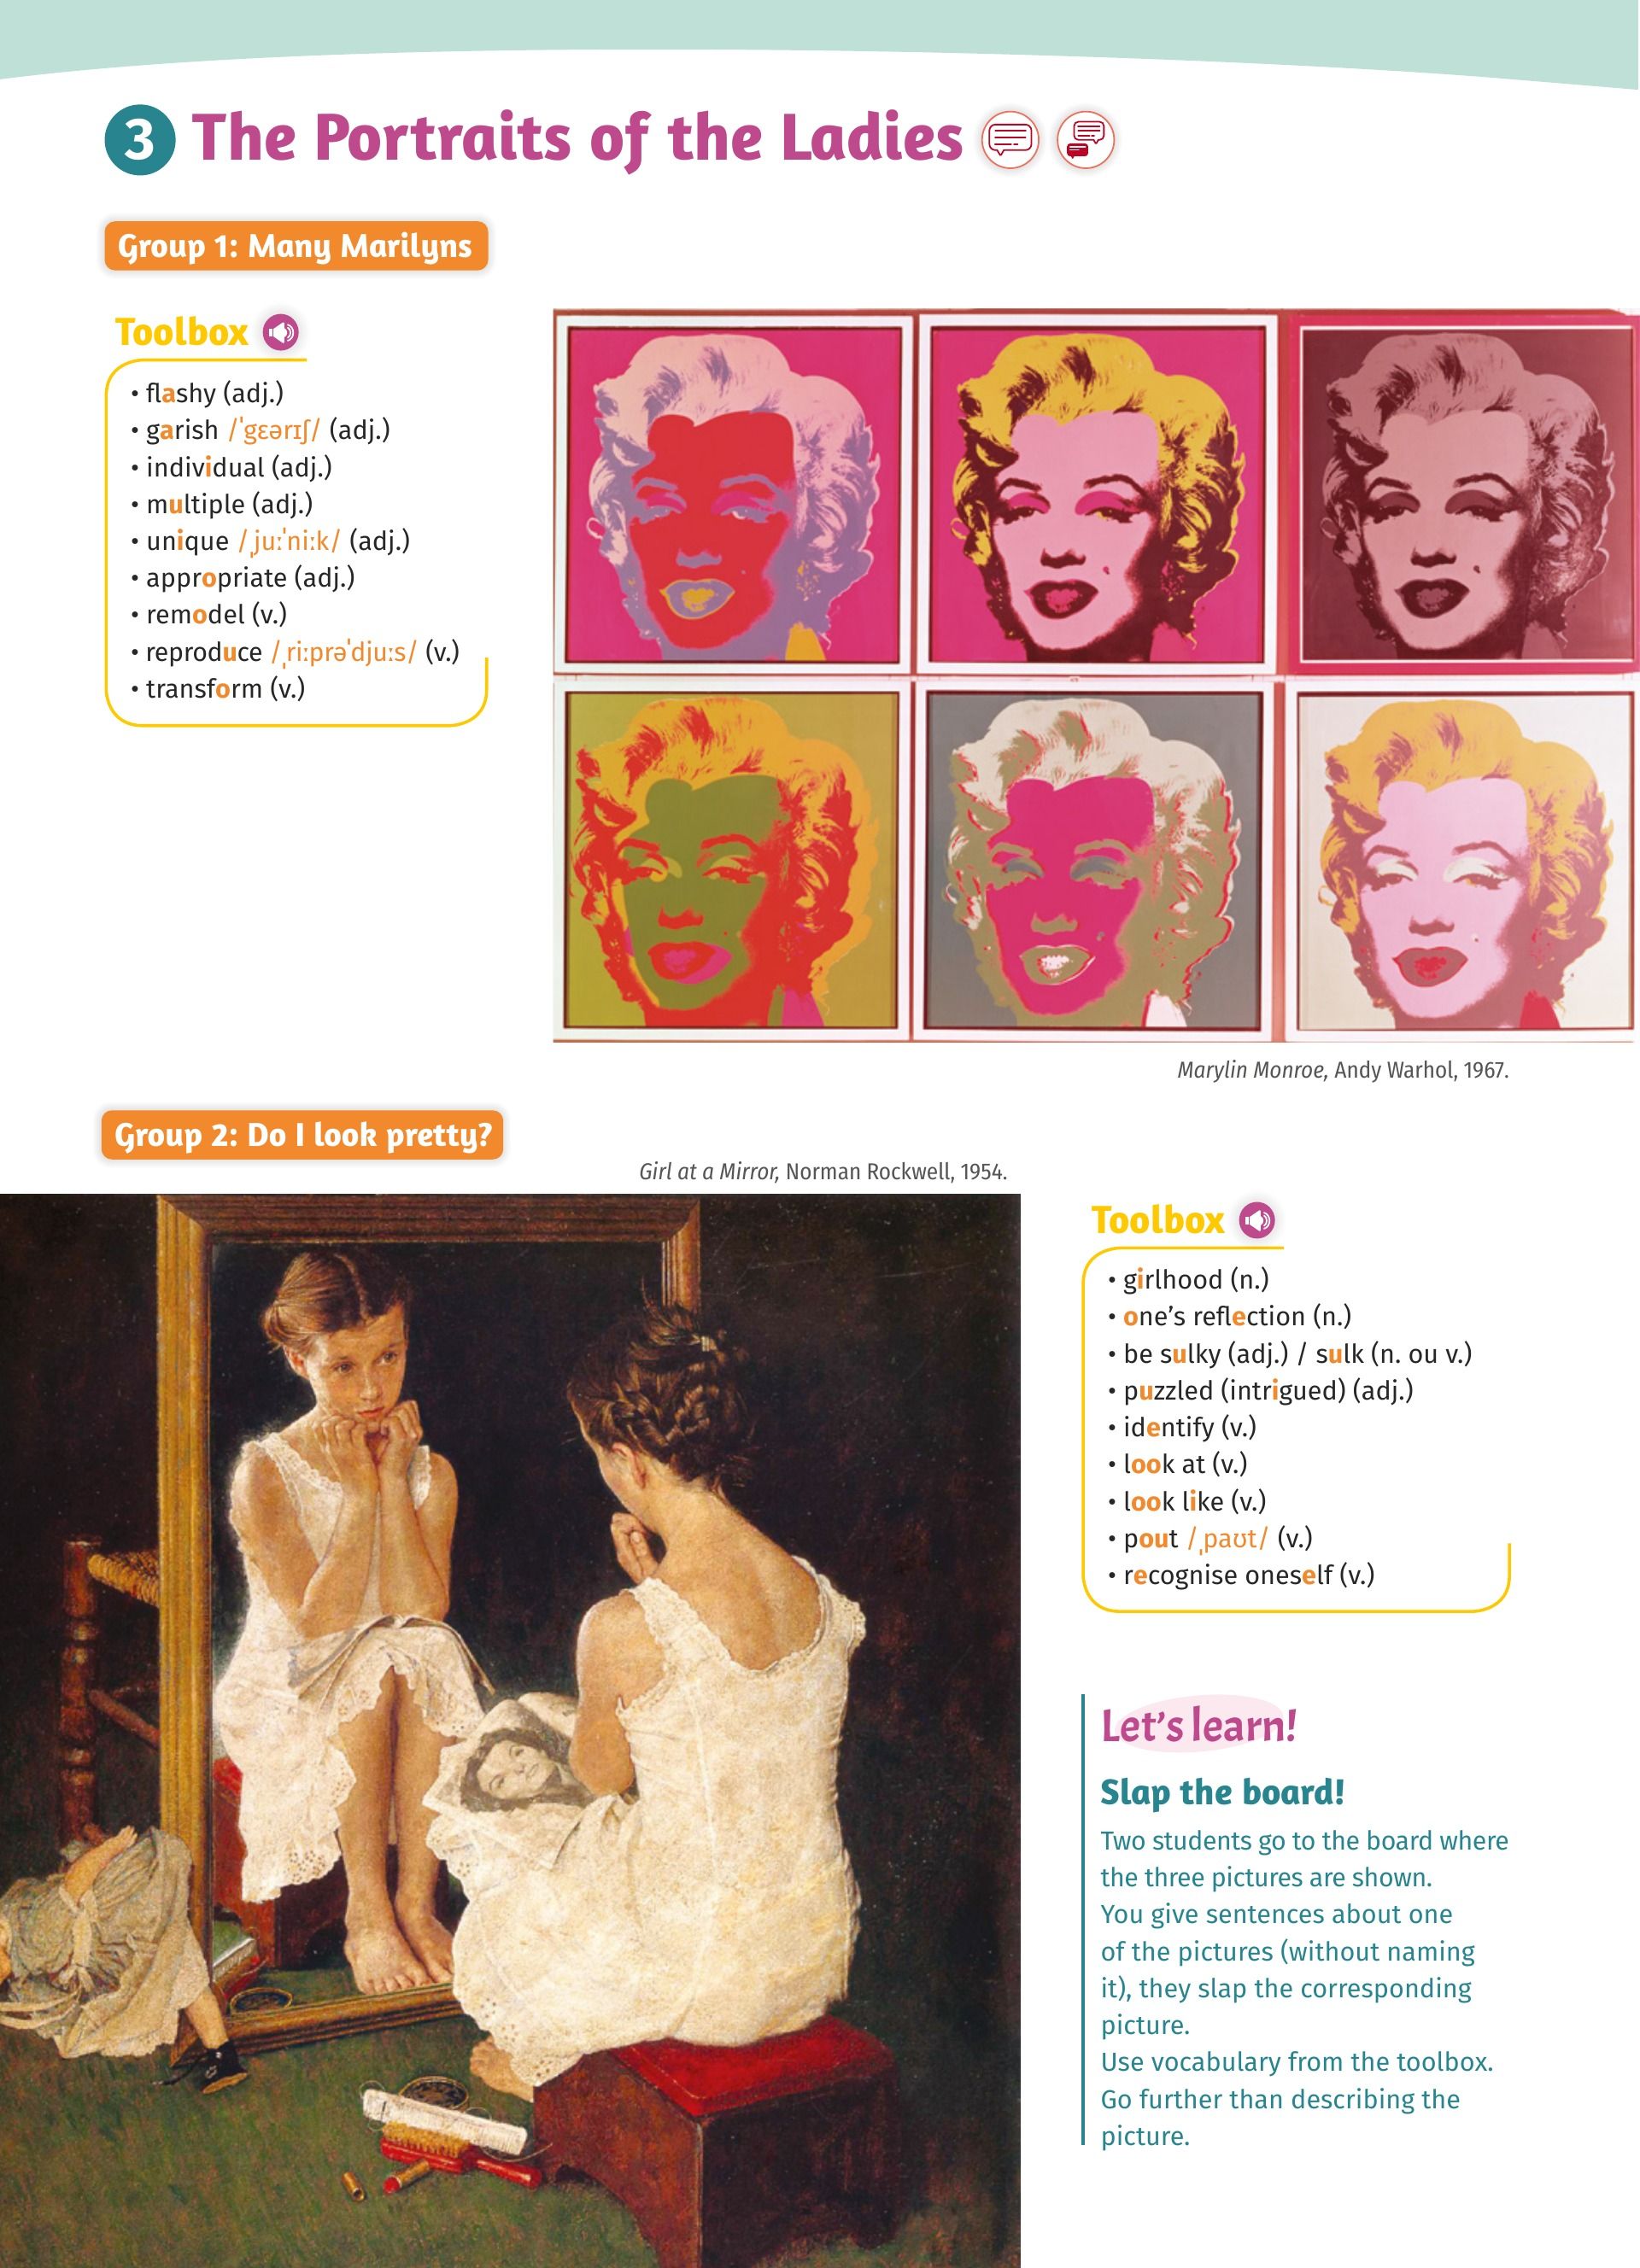 3 The Portraits of the Ladies
Group 1: Many Marilyns
Toolbox
• flashy (adj.)
• garish /ˈgɛərɪʃ/ (adj.)
• individual (adj.)
• multiple (adj.)
• unique /ˌjuːˈniːk/ (adj.)
• appropriate (adj.)
• remodel (v.)
• reproduce /ˌriːprəˈdjuːs/ (v.)
• transform (v.)
Marylin Monroe, Andy Warhol, 1967.
Group 2: Do I look pretty?
Girl at a Mirror, Norman Rockwell, 1954.
Toolbox
• girlhood (n.)
• one’s reflection (n.)
• be sulky (adj.) / sulk (n. ou v.)
• puzzled (intrigued) (adj.)
• identify (v.)
• look at (v.)
• look like (v.)
• pout /ˌpaʊt/ (v.)
• recognise oneself (v.)
Let’s learn!
Slap the board!
Two students go to the board where
the three pictures are shown.
You give sentences about one
of the pictures (without naming
it), they slap the corresponding
picture.
Use vocabulary from the toolbox.
Go further than describing the
picture.